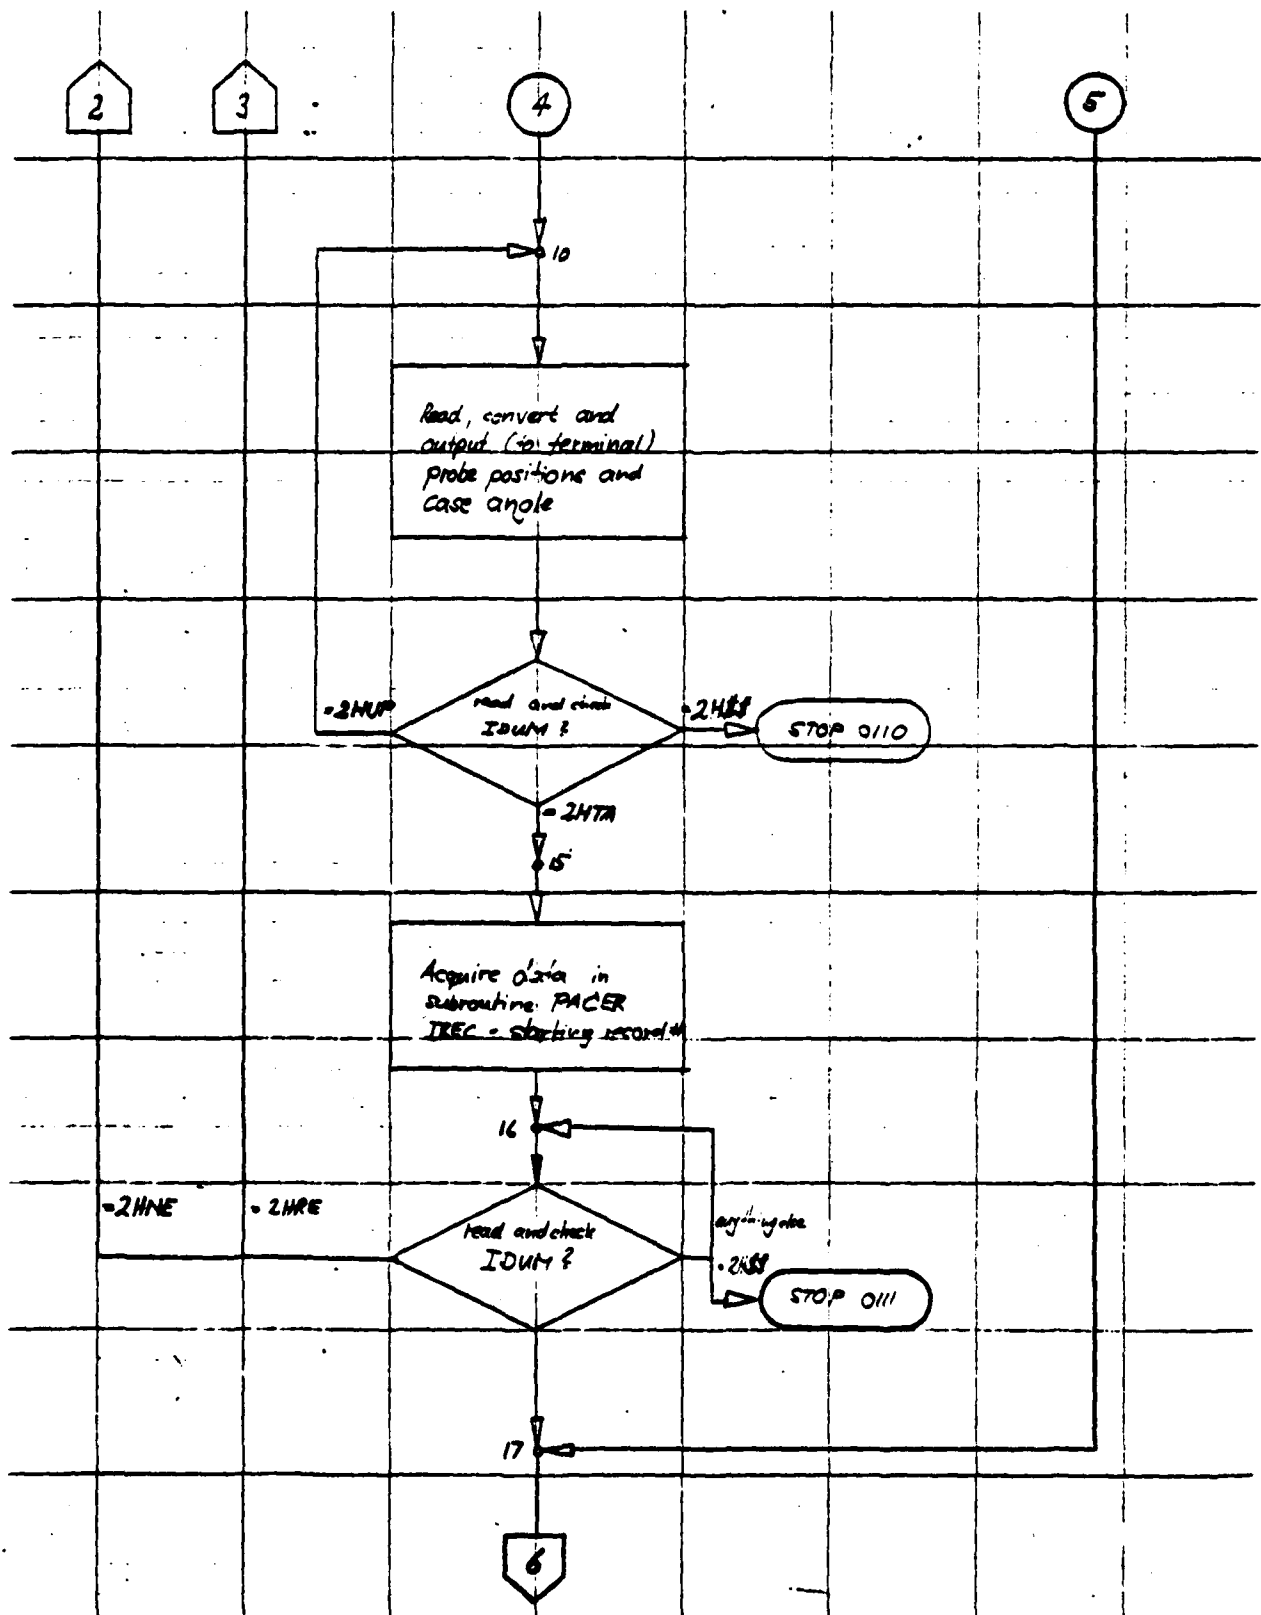 2
3
4
5
10
Read, convert and
output (to terminal)
probe positions and
case angle
=2HUP
read and check
IDUM ?
=2H$$
STOP 0110
=2HTA
15
Acquire data in
subroutine PACER
IREC = starting record #
16
=2HNE
=2HRE
read and check
IDUM ?
anything else
=2H$$
STOP 0111
17
6